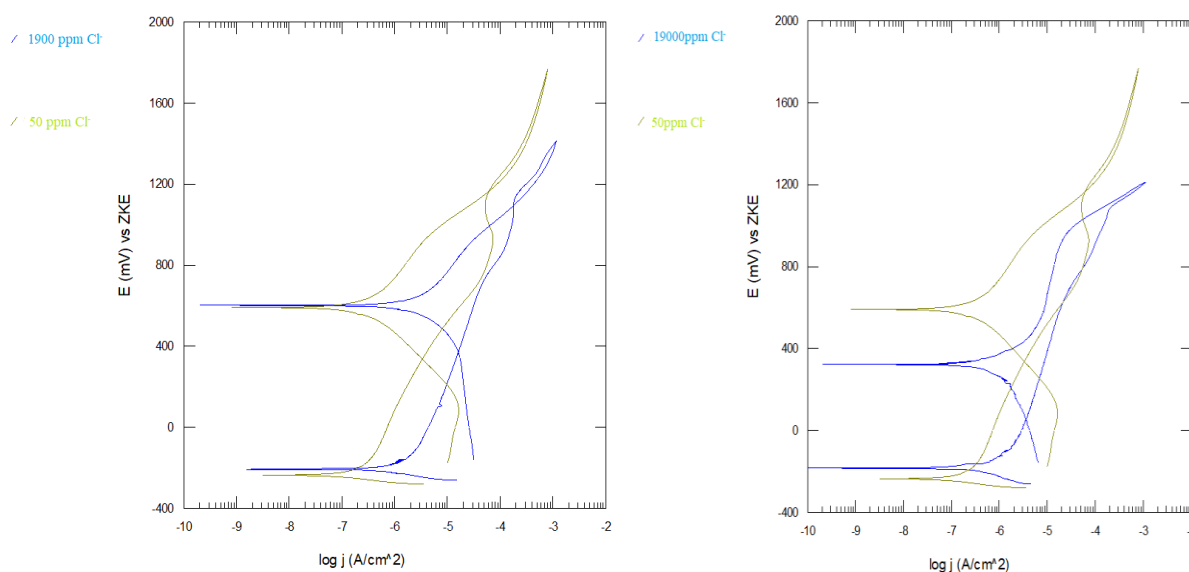 1900 ppm Cl⁻
50 ppm Cl⁻
E (mV) vs ZKE
2000
1600
1200
800
400
0
-400
-10 -9 -8 -7 -6 -5 -4 -3 -2
log j (A/cm^2)
19000ppm Cl⁻
50ppm Cl⁻
E (mV) vs ZKE
2000
1600
1200
800
400
0
-400
-10 -9 -8 -7 -6 -5 -4 -3
log j (A/cm^2)